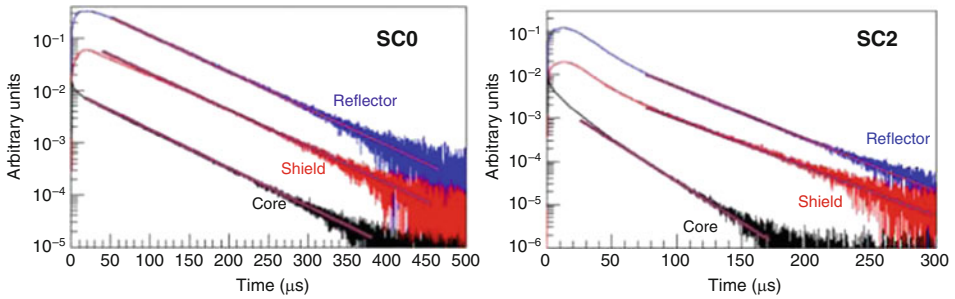 SC0
Arbitrary units
10⁻¹
10⁻²
10⁻³
10⁻⁴
10⁻⁵
Reflector
Shield
Core
0 50 100 150 200 250 300 350 400 450 500
Time (μs)
SC2
Arbitrary units
10⁻¹
10⁻²
10⁻³
10⁻⁴
10⁻⁵
10⁻⁶
Reflector
Shield
Core
0 50 100 150 200 250 300
Time (μs)